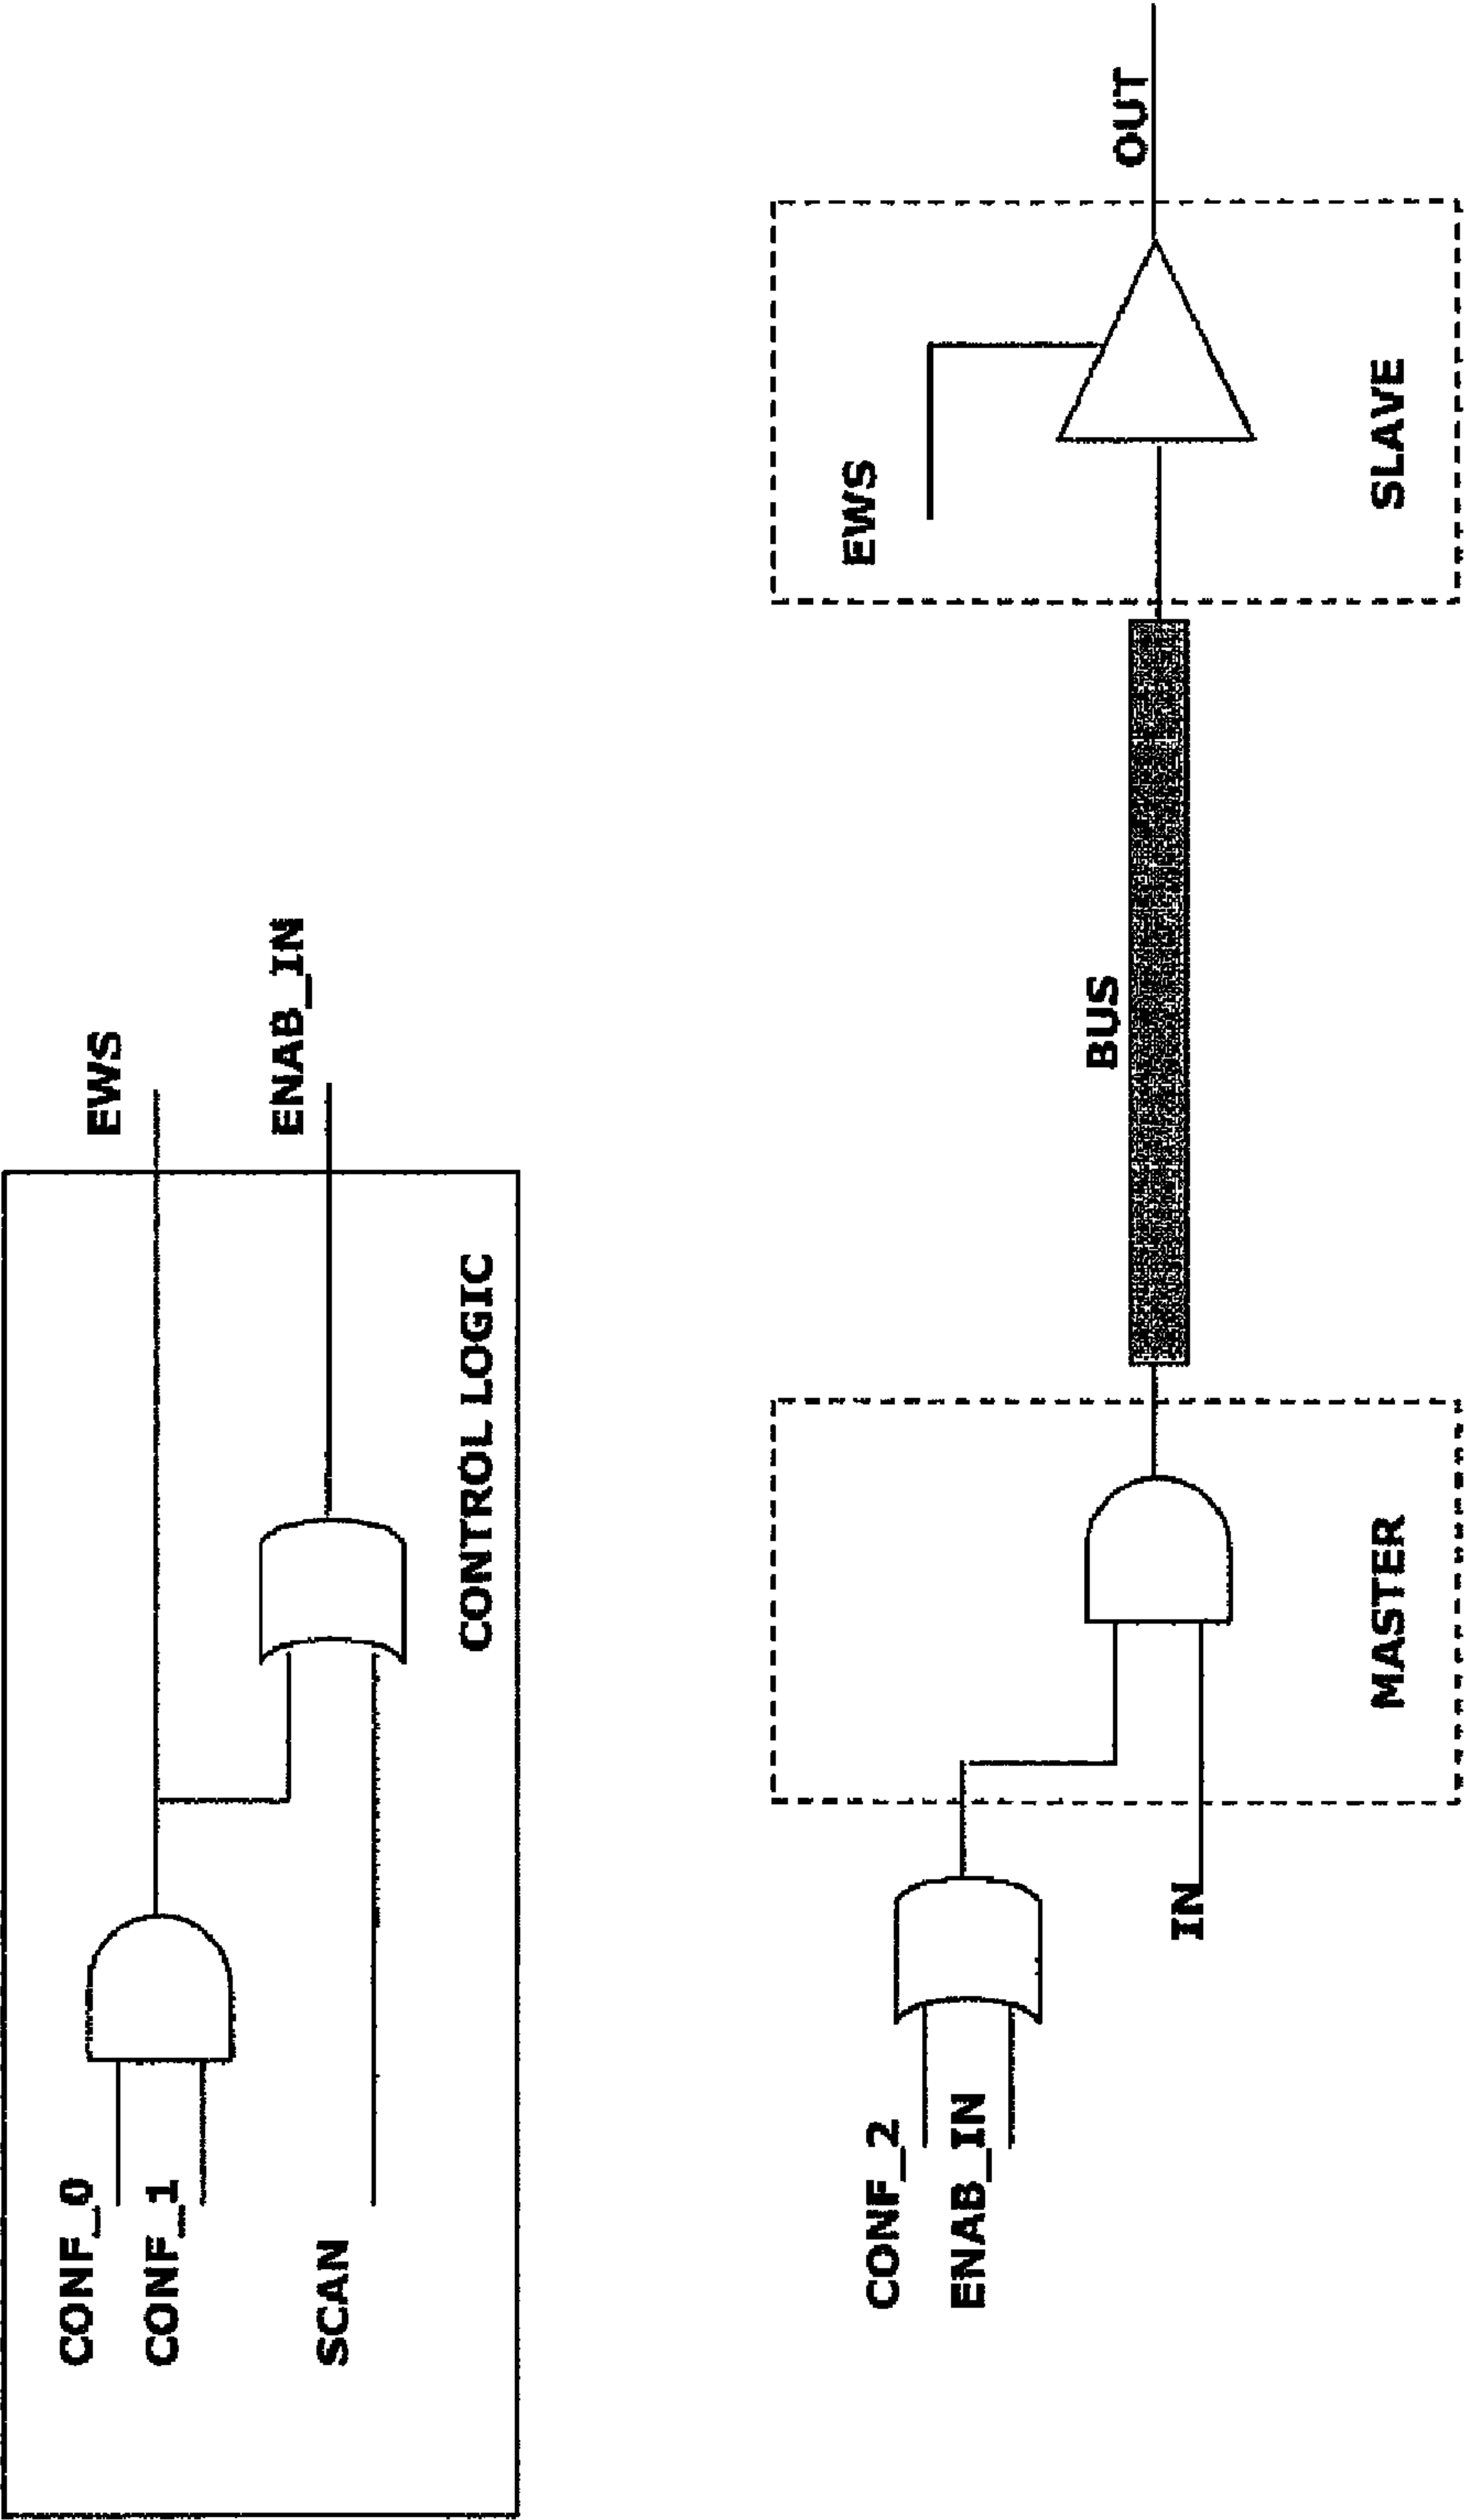 CONF_0
CONF_1
SCAN
EWS
ENAB_IN
CONTROL LOGIC
CONF_2
ENAB_IN
IN
MASTER
BUS
EWS
SLAVE
OUT